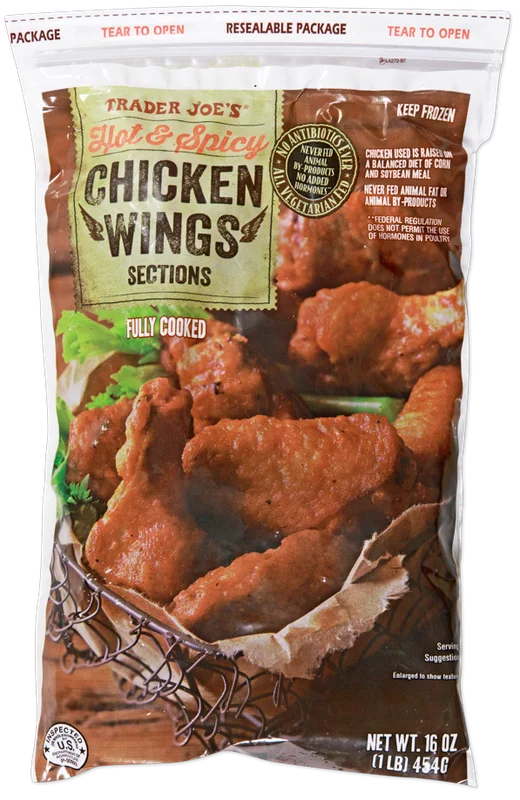 PACKAGE TEAR TO OPEN RESEALABLE PACKAGE TEAR TO OPEN
TRADER JOE'S®
Hot & Spicy
CHICKEN
WINGS
SECTIONS
FULLY COOKED
• NO ANTIBIOTICS EVER • ALL VEGETARIAN FED
NEVER FED
ANIMAL
BY-PRODUCTS
NO ADDED
HORMONES**
KEEP FROZEN
CHICKEN USED IS RAISED ON
A BALANCED DIET OF CORN
AND SOYBEAN MEAL
NEVER FED ANIMAL FAT OR
ANIMAL BY-PRODUCTS
**FEDERAL REGULATION
DOES NOT PERMIT THE USE
OF HORMONES IN POULTRY
Serving
Suggestion
Enlarged to show texture
INSPECTED
U.S.
DEPARTMENT OF
AGRICULTURE
NET WT. 16 OZ
(1 LB) 454G